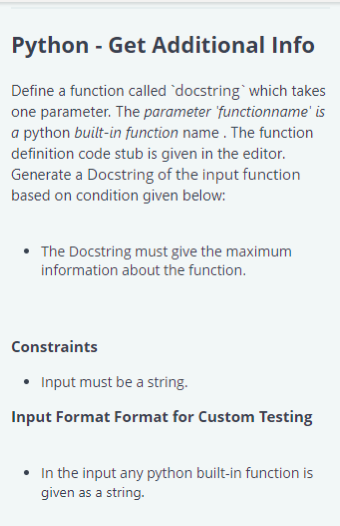 Python - Get Additional Info
Define a function called `docstring` which takes
one parameter. The parameter 'functionname' is
a python built-in function name . The function
definition code stub is given in the editor.
Generate a Docstring of the input function
based on condition given below:
• The Docstring must give the maximum
information about the function.
Constraints
• Input must be a string.
Input Format Format for Custom Testing
• In the input any python built-in function is
given as a string.